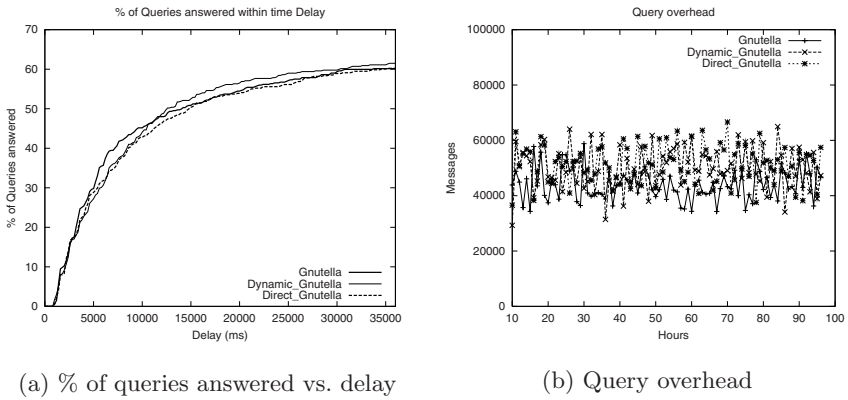 % of Queries answered within time Delay
70
60
50
40
30
20
10
0
% of Queries answered
Gnutella
Dynamic_Gnutella
Direct_Gnutella
0 5000 10000 15000 20000 25000 30000 35000
Delay (ms)
(a) % of queries answered vs. delay
Query overhead
100000
80000
60000
40000
20000
0
Messages
Gnutella
Dynamic_Gnutella
Direct_Gnutella
10 20 30 40 50 60 70 80 90 100
Hours
(b) Query overhead